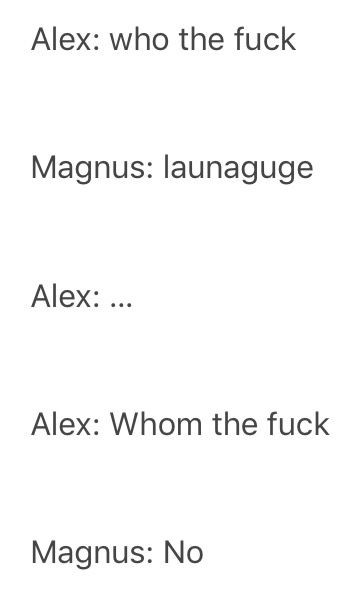 Alex: who the fuck
Magnus: launaguge
Alex: ...
Alex: Whom the fuck
Magnus: No